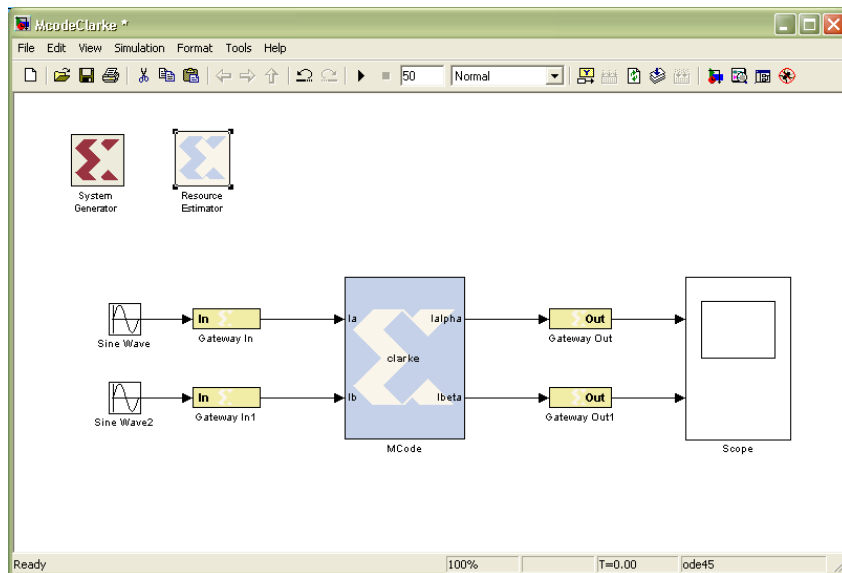 McodeClarke *
File Edit View Simulation Format Tools Help
50 Normal
System
Generator
Resource
Estimator
In
Ia
Ialpha
Out
Sine Wave
Gateway In
Gateway Out
clarke
In
Ib
Ibeta
Out
Sine Wave2
Gateway In1
Gateway Out1
MCode
Scope
Ready 100% T=0.00 ode45